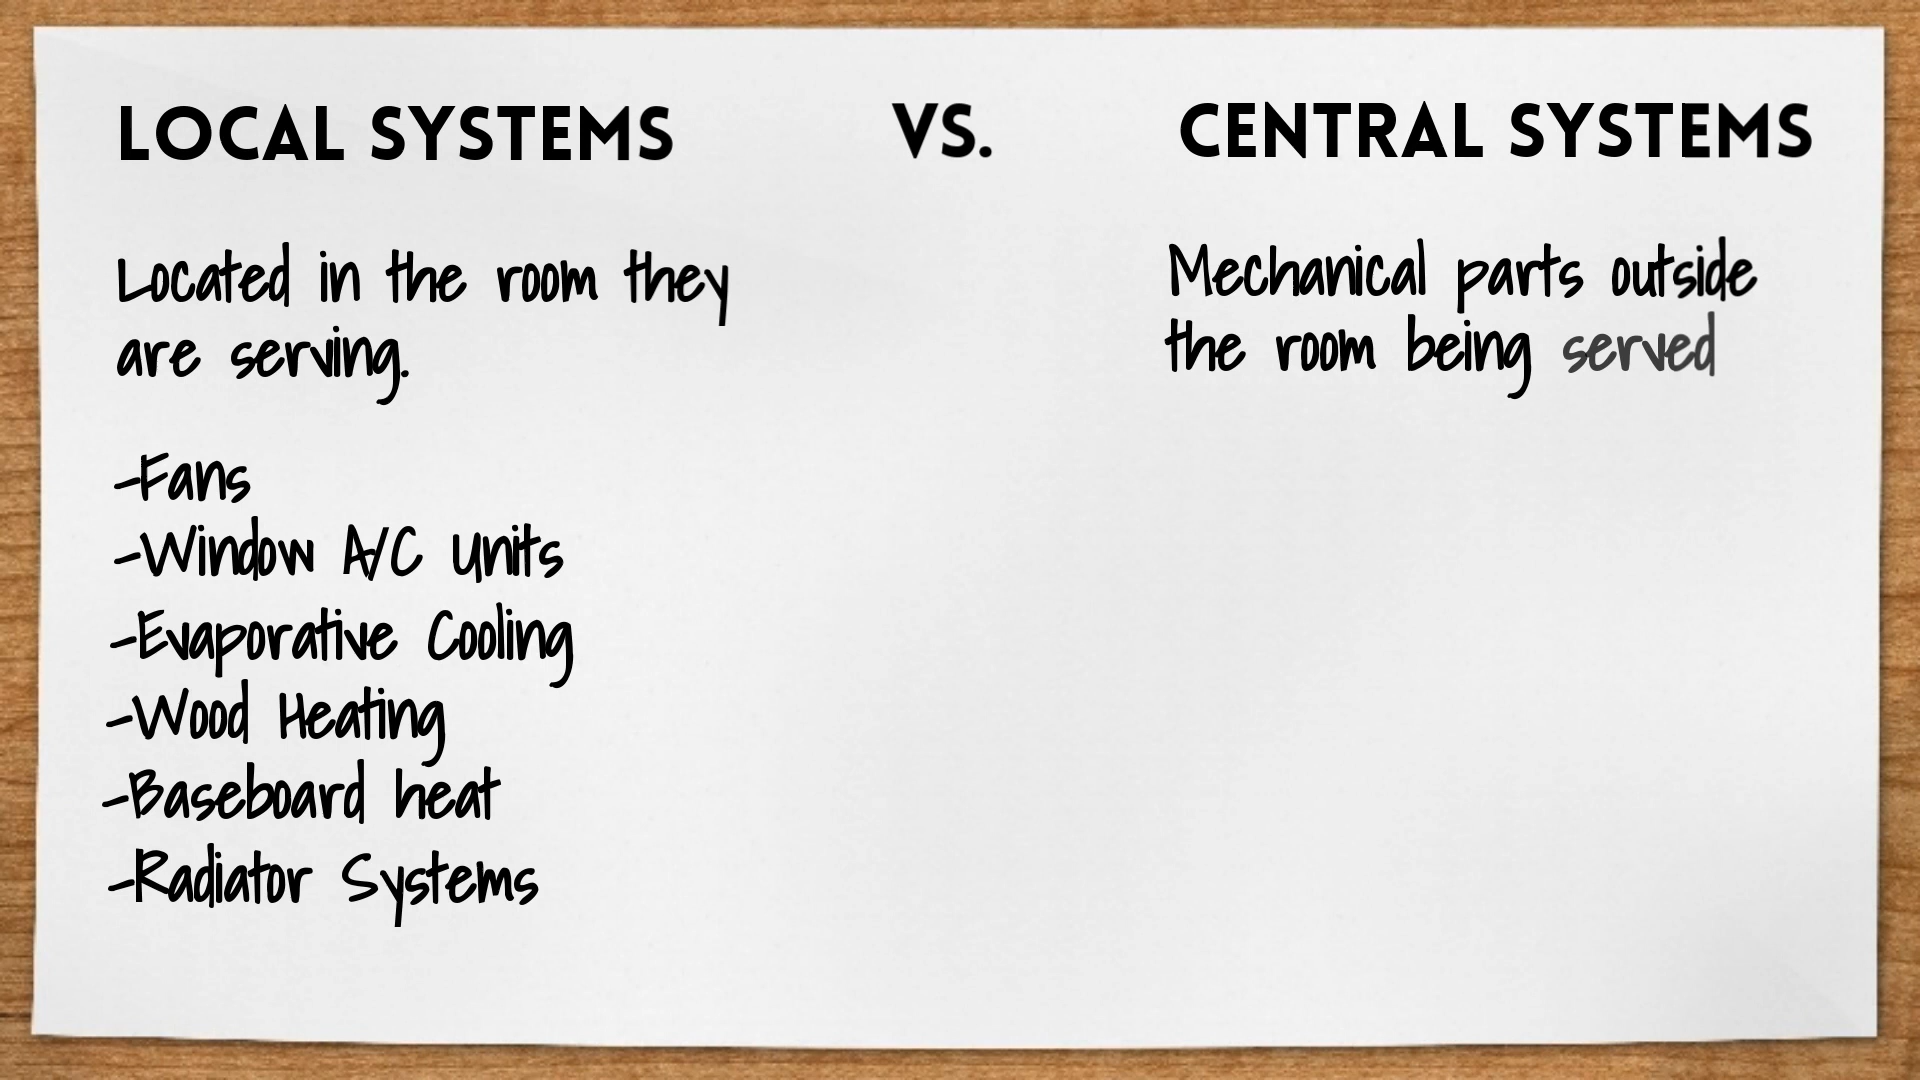 LOCAL SYSTEMS VS. CENTRAL SYSTEMS
Located in the room they
are serving.
-Fans
-Window A/C Units
-Evaporative Cooling
-Wood Heating
-Baseboard heat
-Radiator Systems
Mechanical parts outside
the room being served